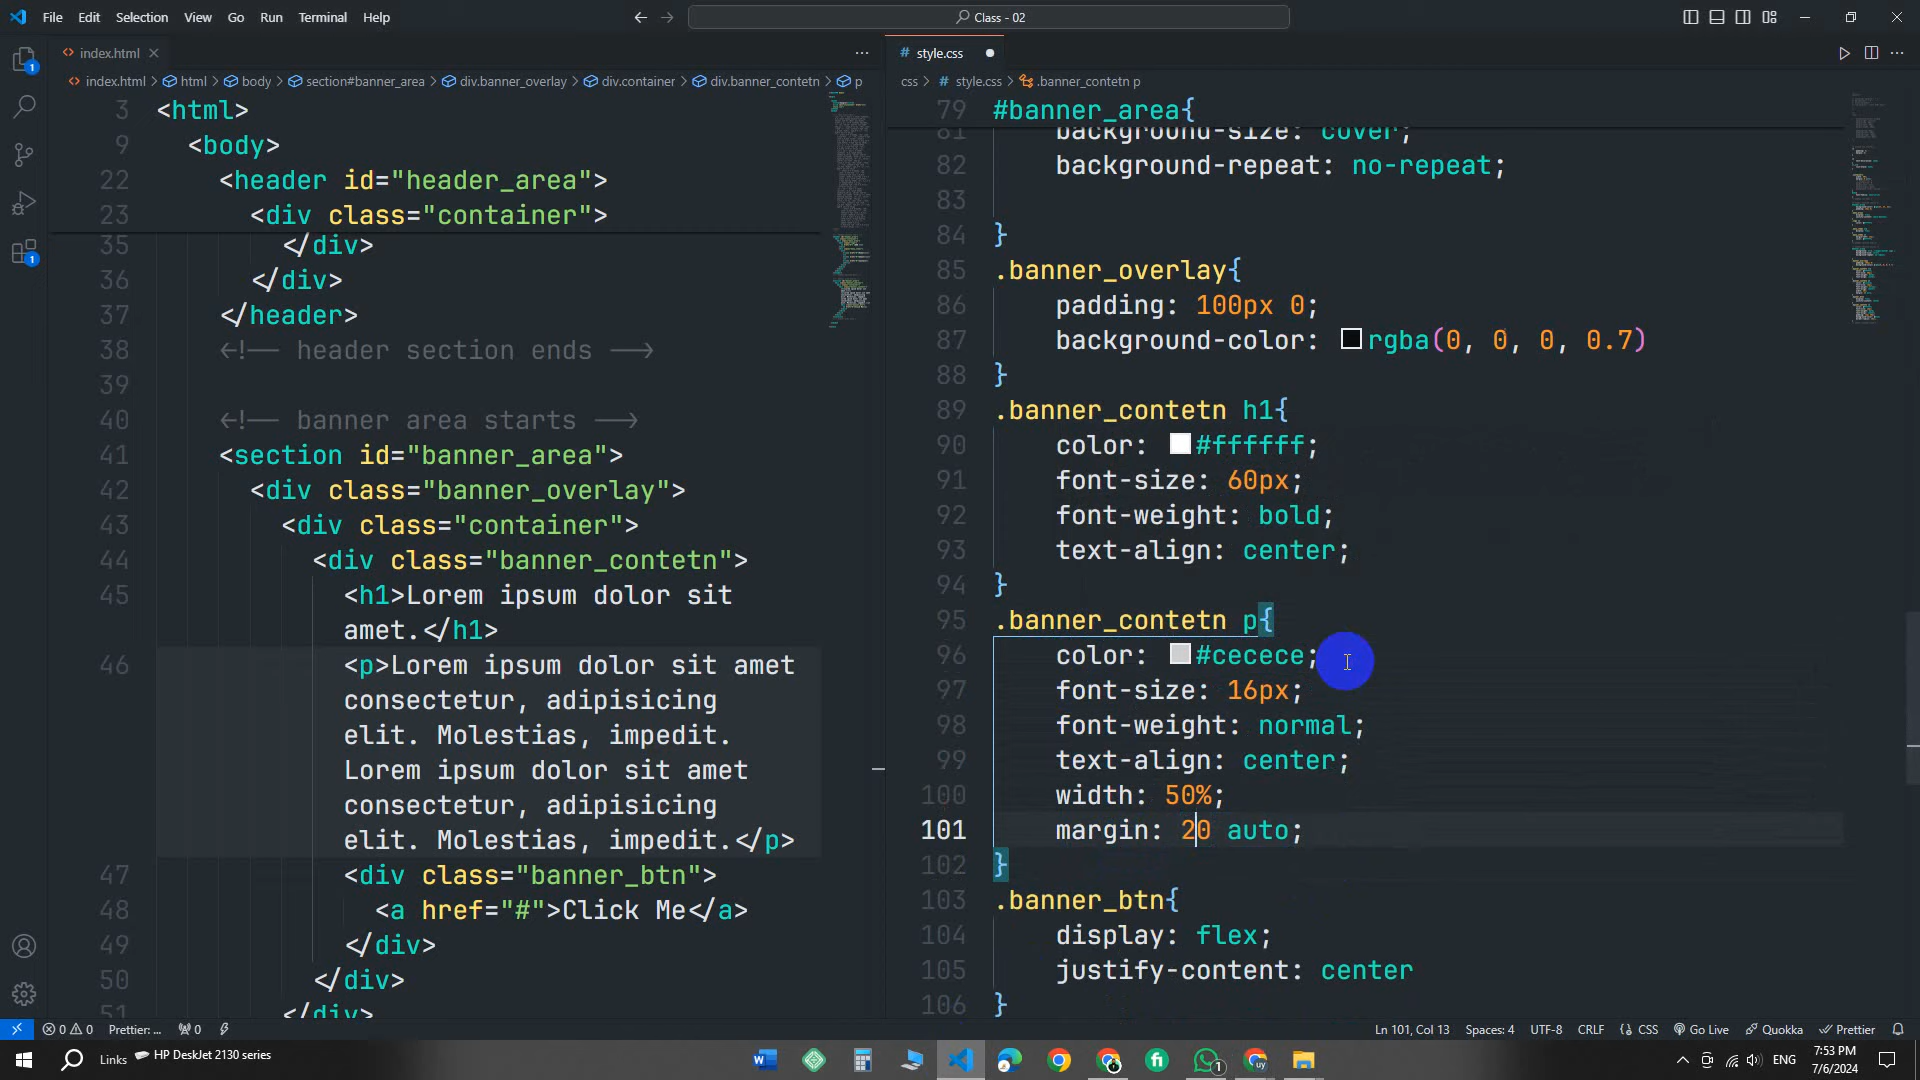 File Edit Selection View Go Run Terminal Help
Class - 02
index.html
style.css
index.html > html > body > section#banner_area > div.banner_overlay > div.container > div.banner_contetn > p
css > # style.css > .banner_contetn p
3 <html>
9 <body>
22 <header id="header_area">
23 <div class="container">
35 </div>
36 </div>
37 </header>
38 <!-- header section ends -->
39
40 <!-- banner area starts -->
41 <section id="banner_area">
42 <div class="banner_overlay">
43 <div class="container">
44 <div class="banner_contetn">
45 <h1>Lorem ipsum dolor sit
amet.</h1>
46 <p>Lorem ipsum dolor sit amet
consectetur, adipisicing
elit. Molestias, impedit.
Lorem ipsum dolor sit amet
consectetur, adipisicing
elit. Molestias, impedit.</p>
47 <div class="banner_btn">
48 <a href="#">Click Me</a>
49 </div>
50 </div>
51 </div>
79 #banner_area{
81 background-size: cover;
82 background-repeat: no-repeat;
83
84 }
85 .banner_overlay{
86 padding: 100px 0;
87 background-color: rgba(0, 0, 0, 0.7)
88 }
89 .banner_contetn h1{
90 color: #ffffff;
91 font-size: 60px;
92 font-weight: bold;
93 text-align: center;
94 }
95 .banner_contetn p{
96 color: #cecece;
97 font-size: 16px;
98 font-weight: normal;
99 text-align: center;
100 width: 50%;
101 margin: 20 auto;
102 }
103 .banner_btn{
104 display: flex;
105 justify-content: center
106 }
0 0 Prettier: ... 0
Ln 101, Col 13 Spaces: 4 UTF-8 CRLF CSS Go Live Quokka Prettier
Links HP DeskJet 2130 series
ENG
7:53 PM
7/6/2024